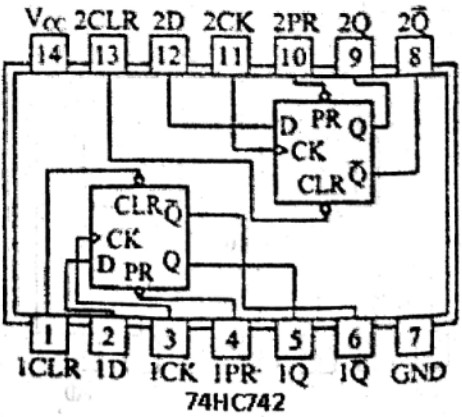 Vcc 2CLR 2D 2CK 2PR 2Q 2Q̅
14 13 12 11 10 9 8
PR
D Q
CK
CLR Q̅
CLR Q̅
CK
D Q
PR
1 2 3 4 5 6 7
1CLR 1D 1CK 1PR 1Q 1Q̅ GND
74HC742